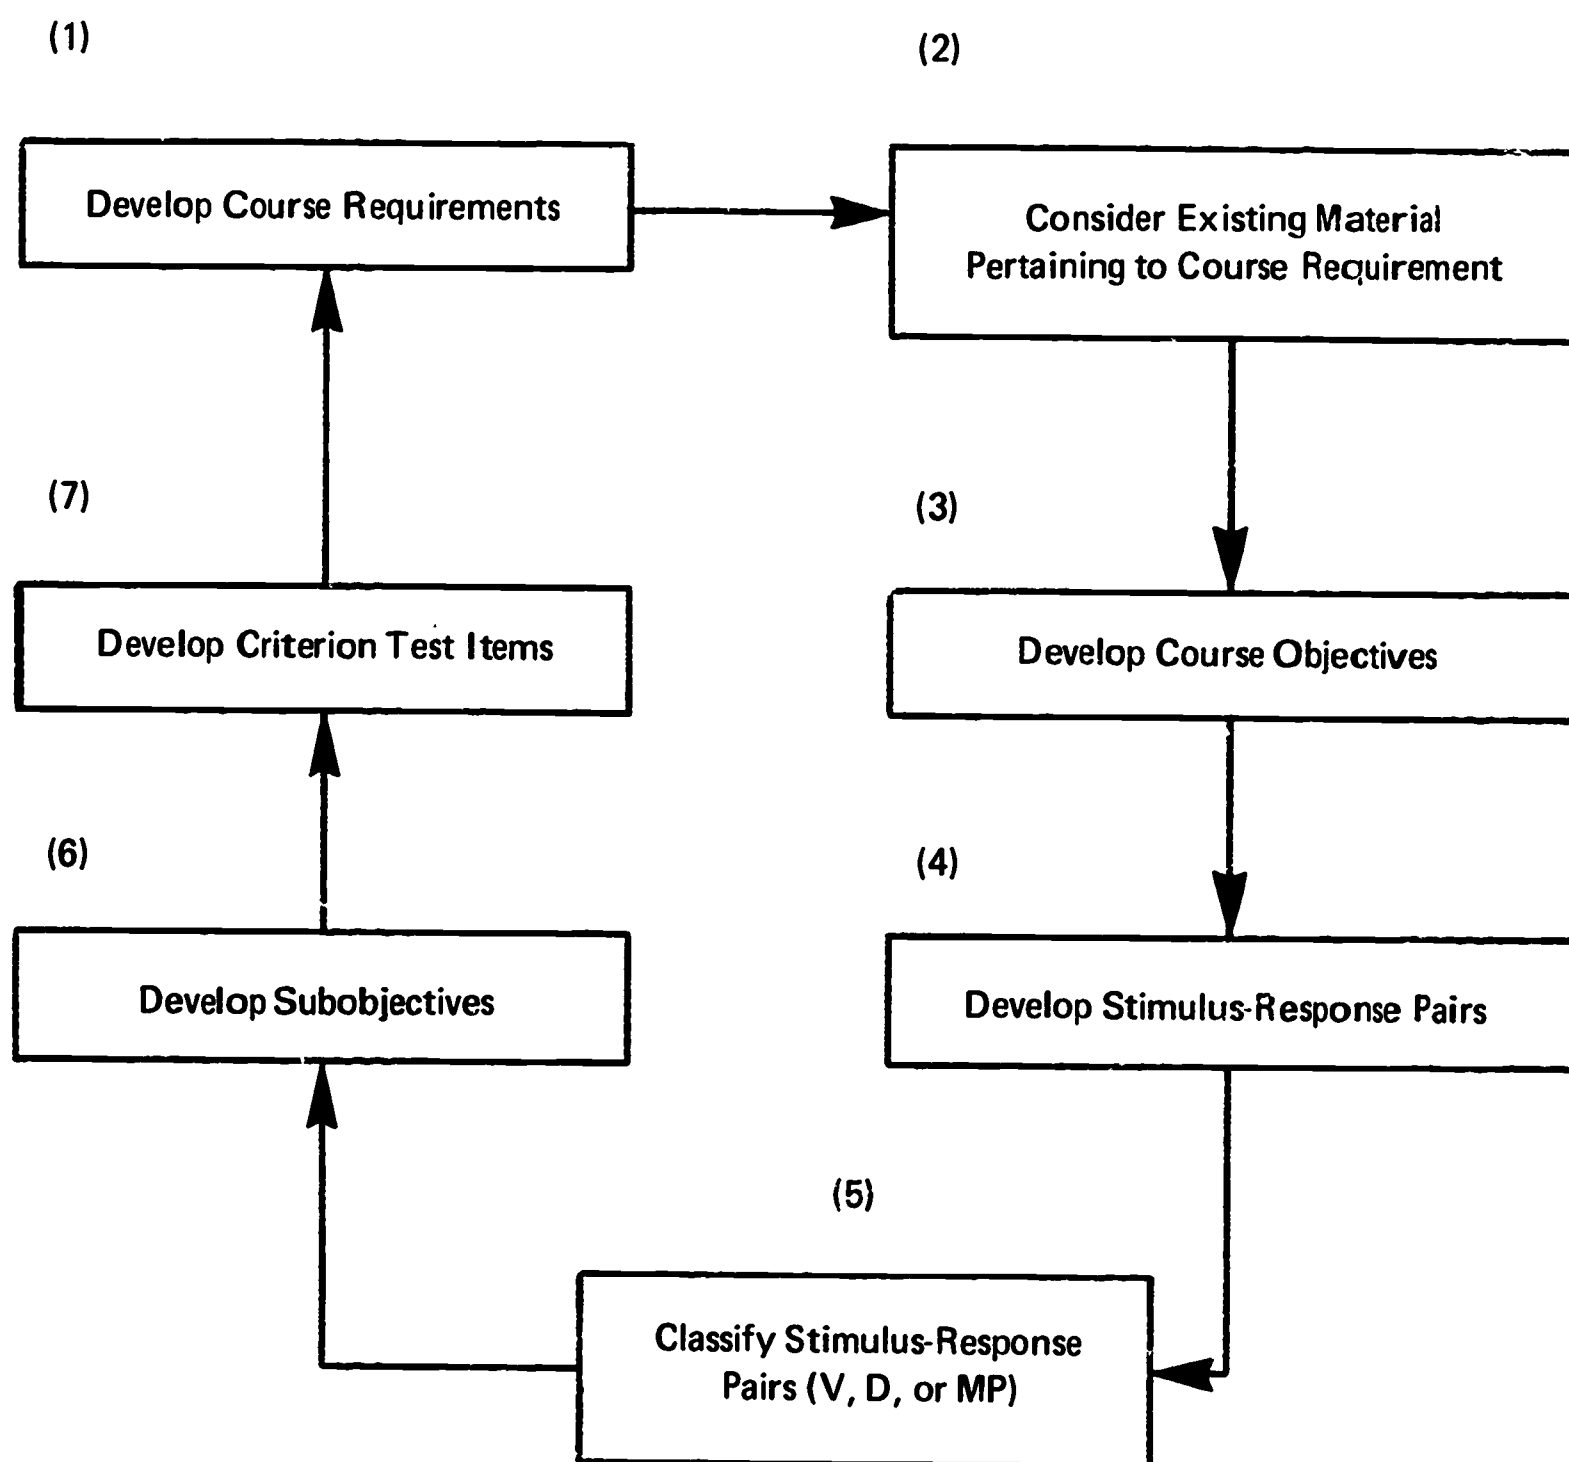 (1)
Develop Course Requirements
(2)
Consider Existing Material
Pertaining to Course Requirement
(3)
Develop Course Objectives
(4)
Develop Stimulus-Response Pairs
(5)
Classify Stimulus-Response
Pairs (V, D, or MP)
(6)
Develop Subobjectives
(7)
Develop Criterion Test Items